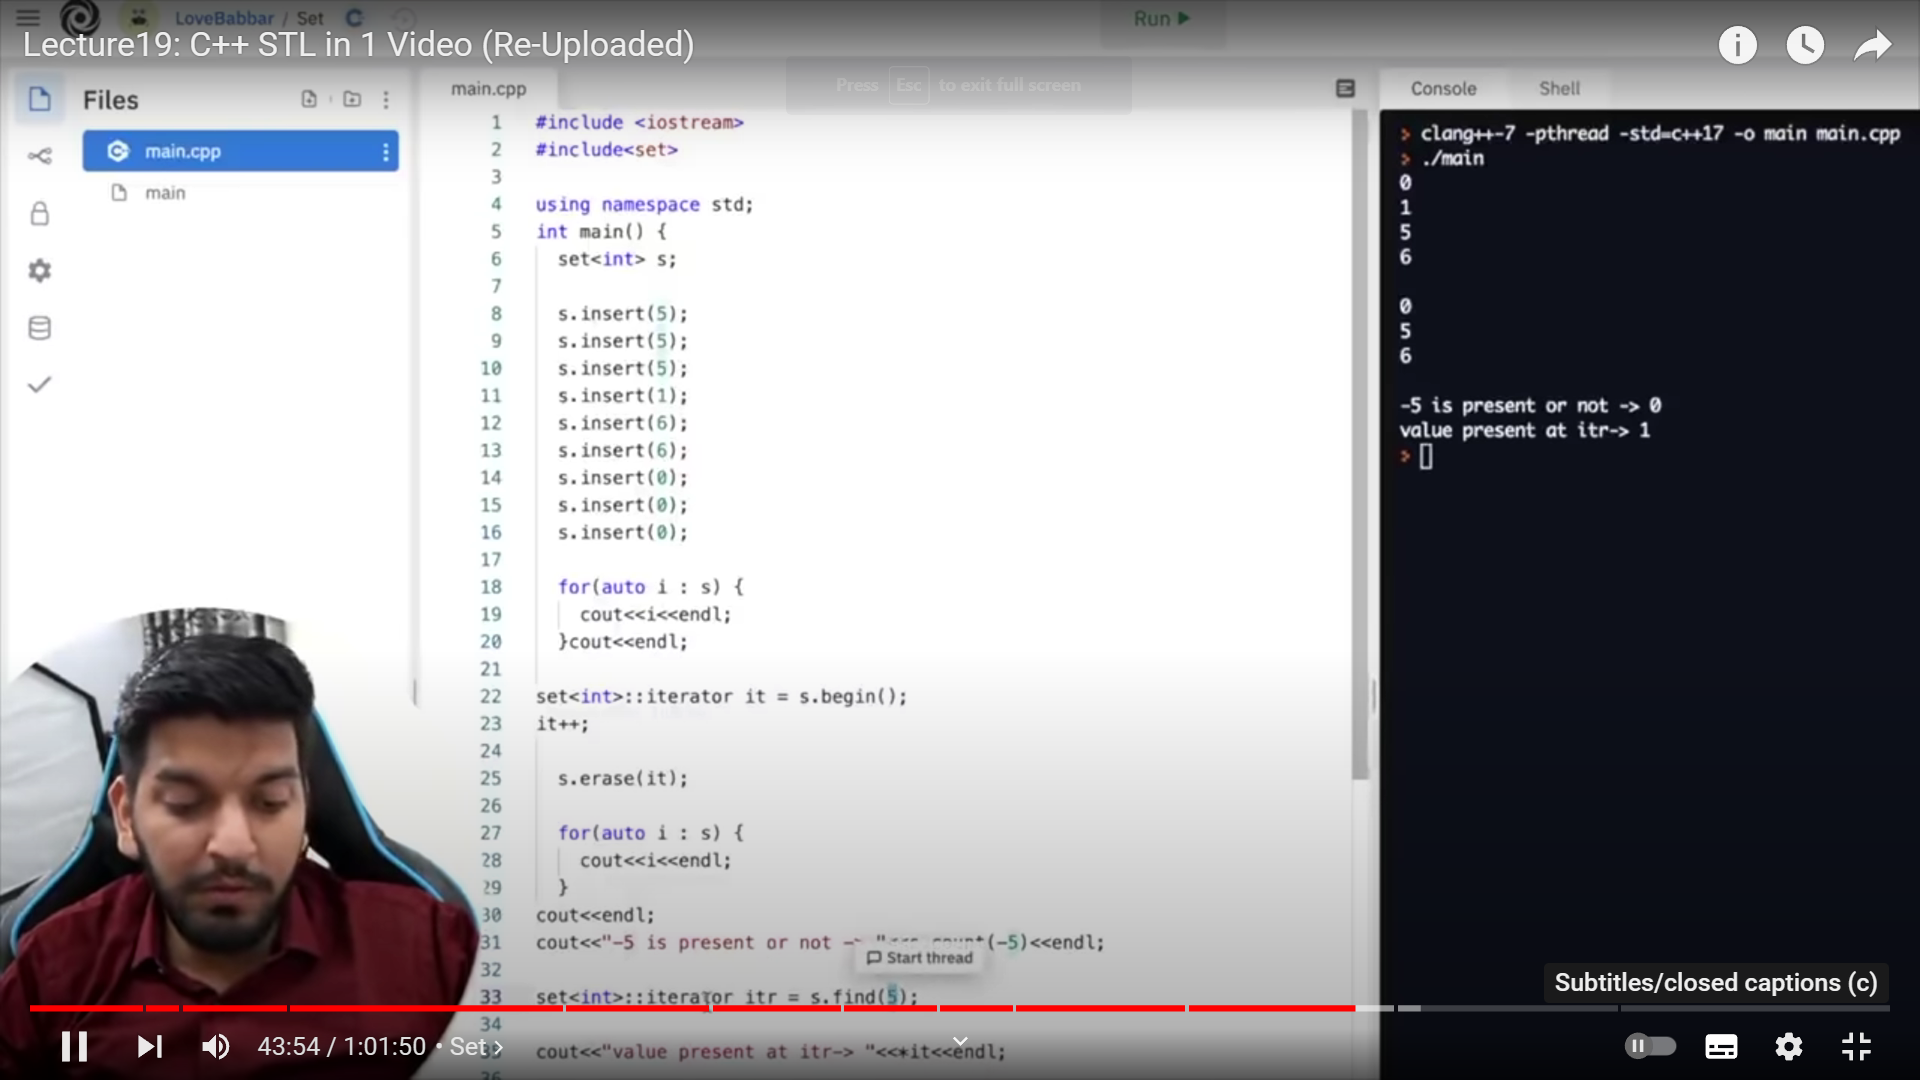 LoveBabbar / Set
Run
Lecture19: C++ STL in 1 Video (Re-Uploaded)
Press Esc to exit full screen
Files
main.cpp
main
main.cpp
1 #include <iostream>
2 #include<set>
3
4 using namespace std;
5 int main() {
6 set<int> s;
7
8 s.insert(5);
9 s.insert(5);
10 s.insert(5);
11 s.insert(1);
12 s.insert(6);
13 s.insert(6);
14 s.insert(0);
15 s.insert(0);
16 s.insert(0);
17
18 for(auto i : s) {
19 cout<<i<<endl;
20 }cout<<endl;
21
22 set<int>::iterator it = s.begin();
23 it++;
24
25 s.erase(it);
26
27 for(auto i : s) {
28 cout<<i<<endl;
29 }
30 cout<<endl;
31 cout<<"-5 is present or not -> "<<s.count(-5)<<endl;
Start thread
32
33 set<int>::iterator itr = s.find(5);
34
cout<<"value present at itr-> "<<*it<<endl;
36
Console Shell
> clang++-7 -pthread -std=c++17 -o main main.cpp
> ./main
0
1
5
6
0
5
6
-5 is present or not -> 0
value present at itr-> 1
>
Subtitles/closed captions (c)
43:54 / 1:01:50 • Set >